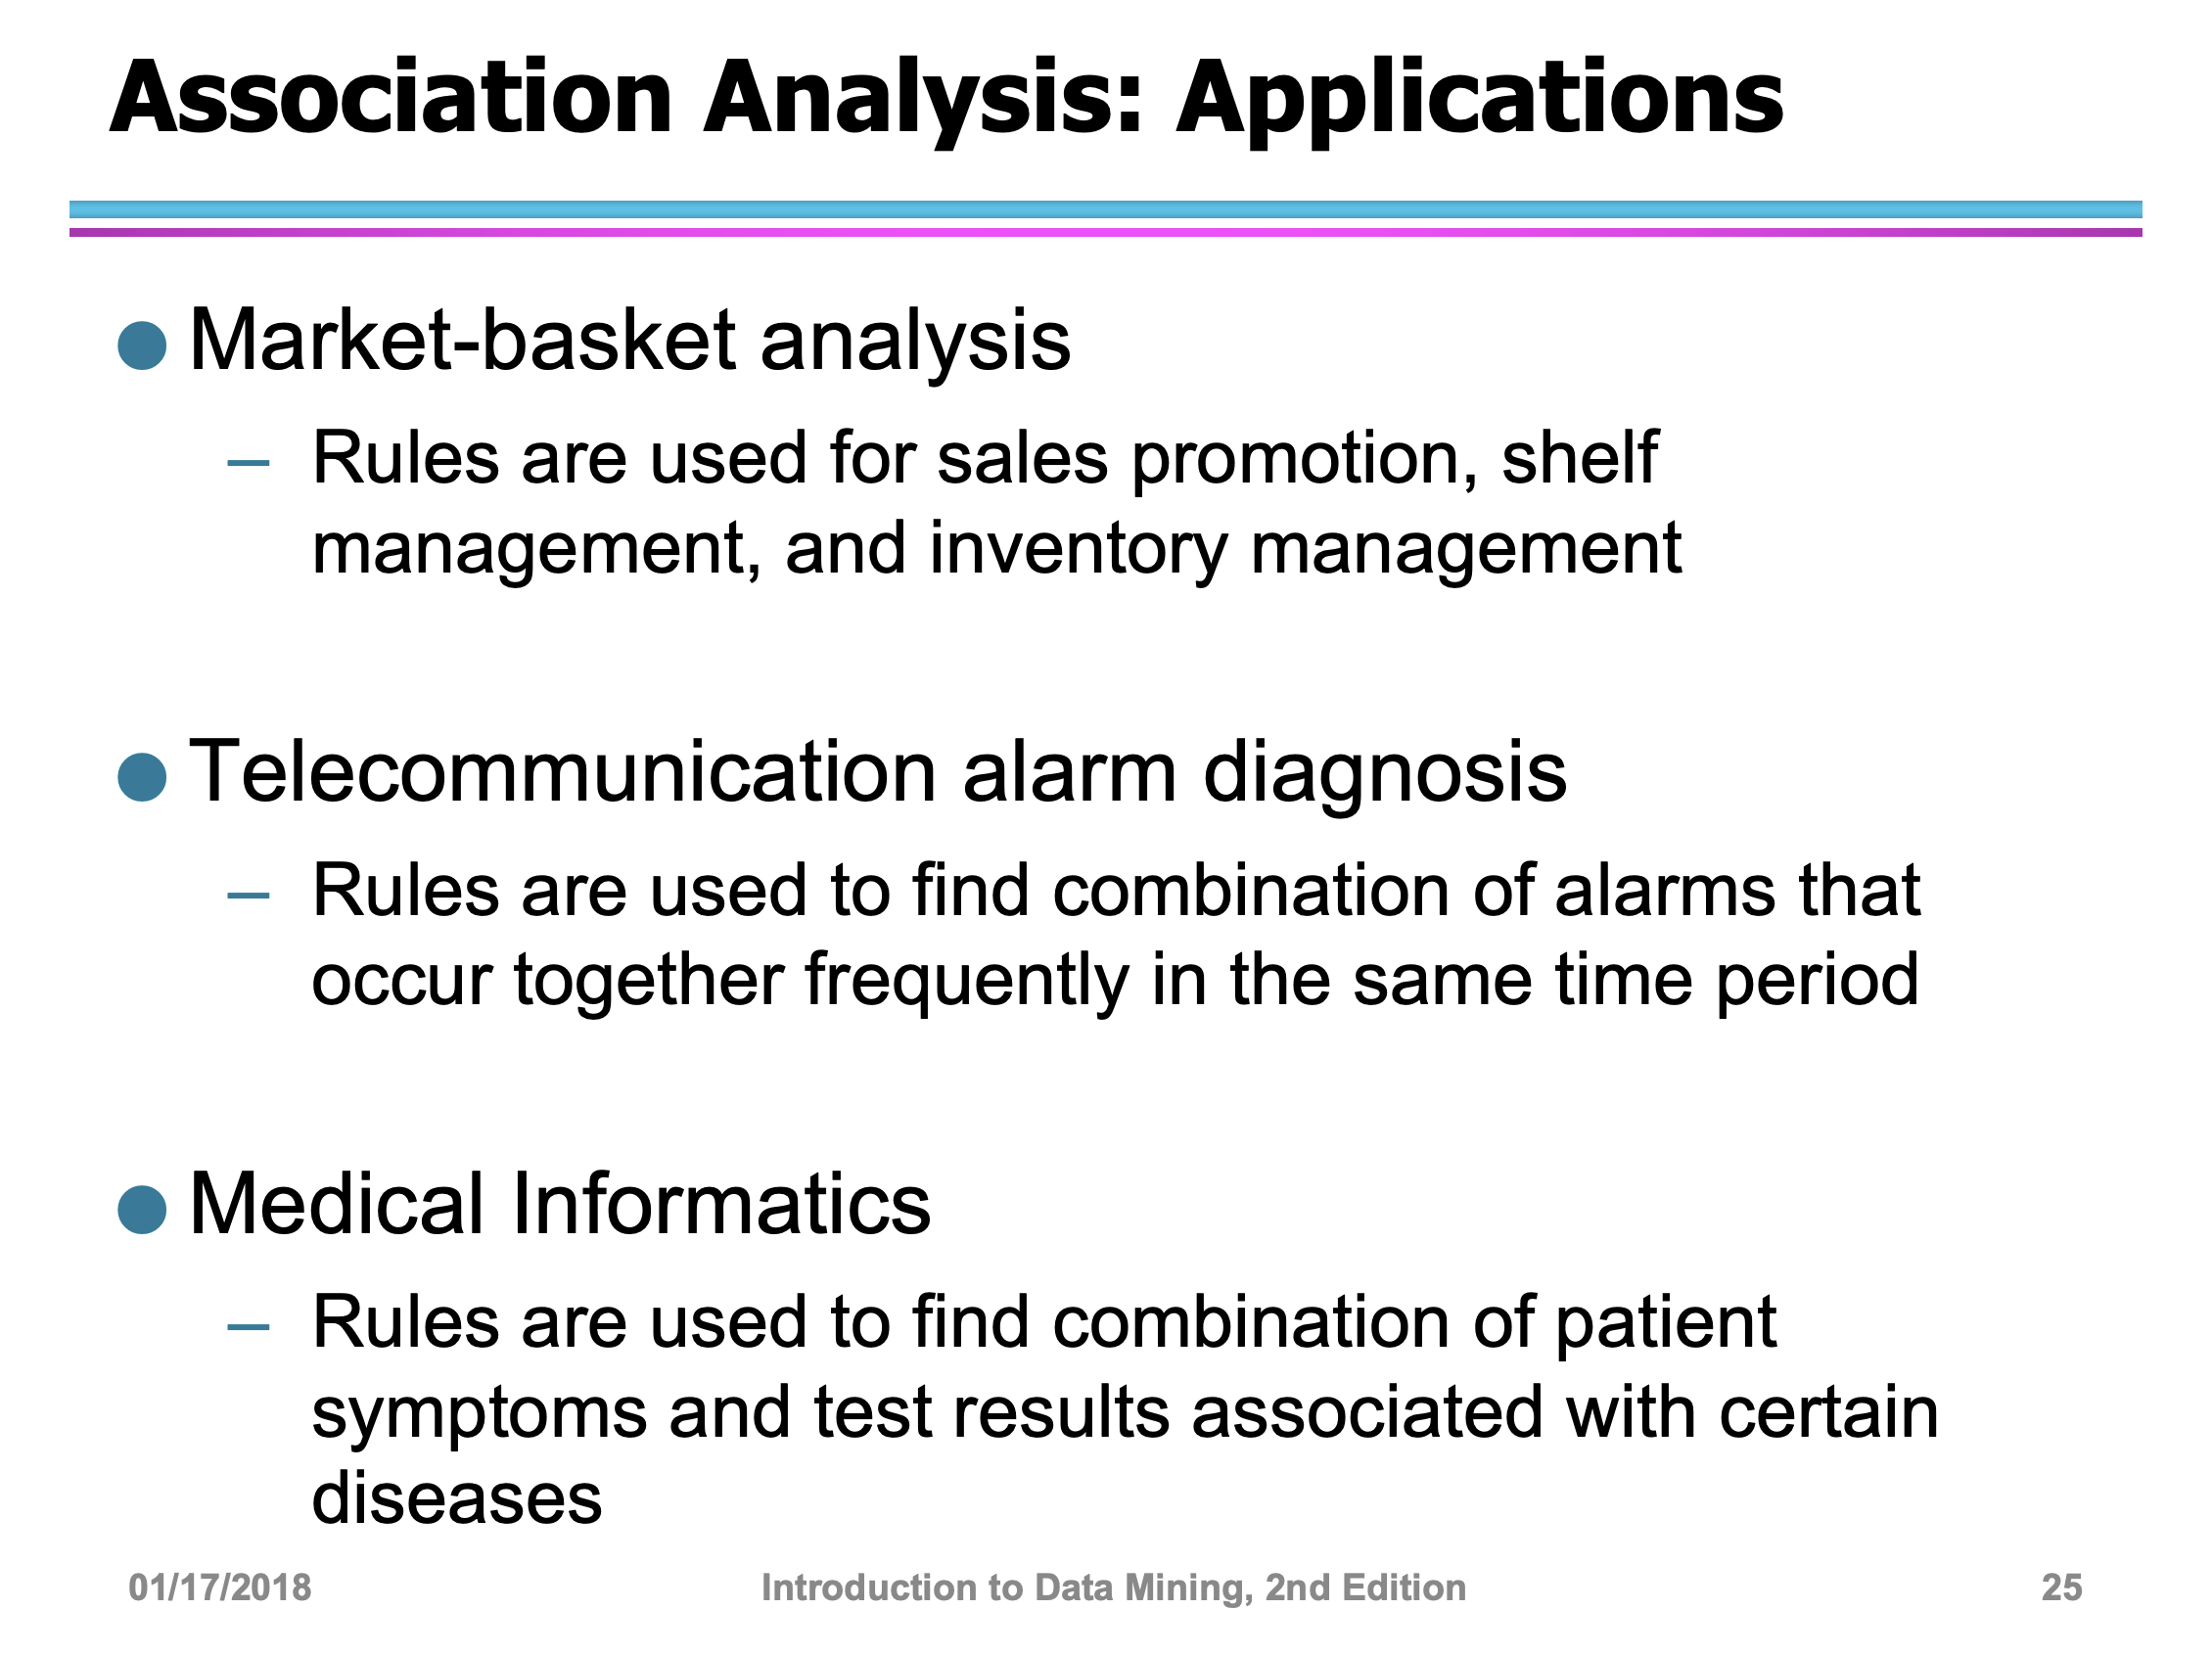 Association Analysis: Applications
● Market-basket analysis
– Rules are used for sales promotion, shelf
management, and inventory management
● Telecommunication alarm diagnosis
– Rules are used to find combination of alarms that
occur together frequently in the same time period
● Medical Informatics
– Rules are used to find combination of patient
symptoms and test results associated with certain
diseases
01/17/2018 Introduction to Data Mining, 2nd Edition 25